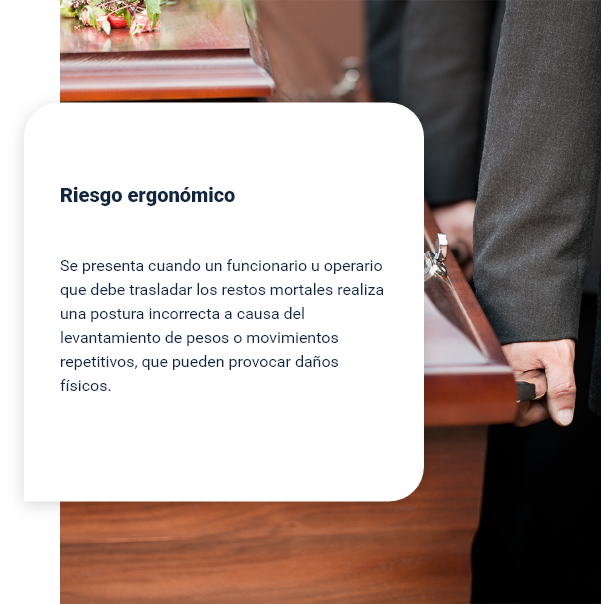 Riesgo ergonómico
Se presenta cuando un funcionario u operario
que debe trasladar los restos mortales realiza
una postura incorrecta a causa del
levantamiento de pesos o movimientos
repetitivos, que pueden provocar daños
físicos.